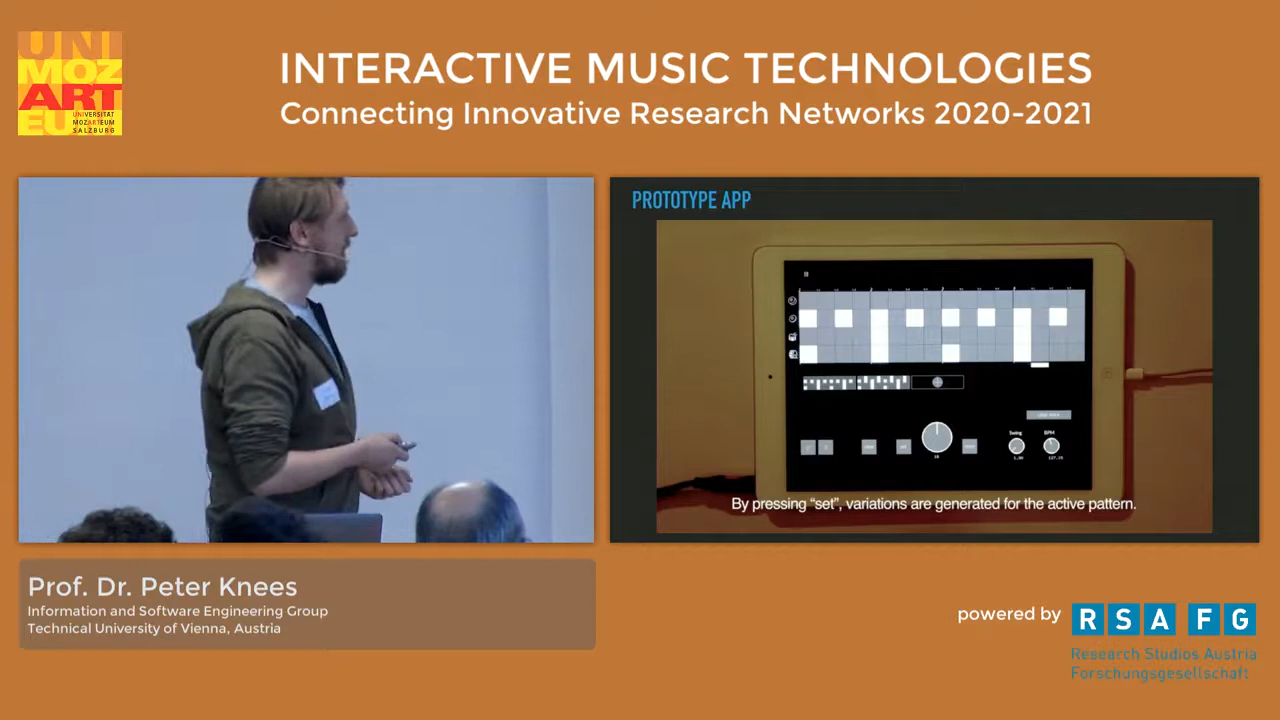 UNI
MOZ
ART
EU
UNIVERSITÄT
MOZARTEUM
SALZBURG
INTERACTIVE MUSIC TECHNOLOGIES
Connecting Innovative Research Networks 2020-2021
PROTOTYPE APP
Swing
BPM
By pressing “set”, variations are generated for the active pattern.
Prof. Dr. Peter Knees
Information and Software Engineering Group
Technical University of Vienna, Austria
powered by
RSA FG
Research Studios Austria
Forschungsgesellschaft